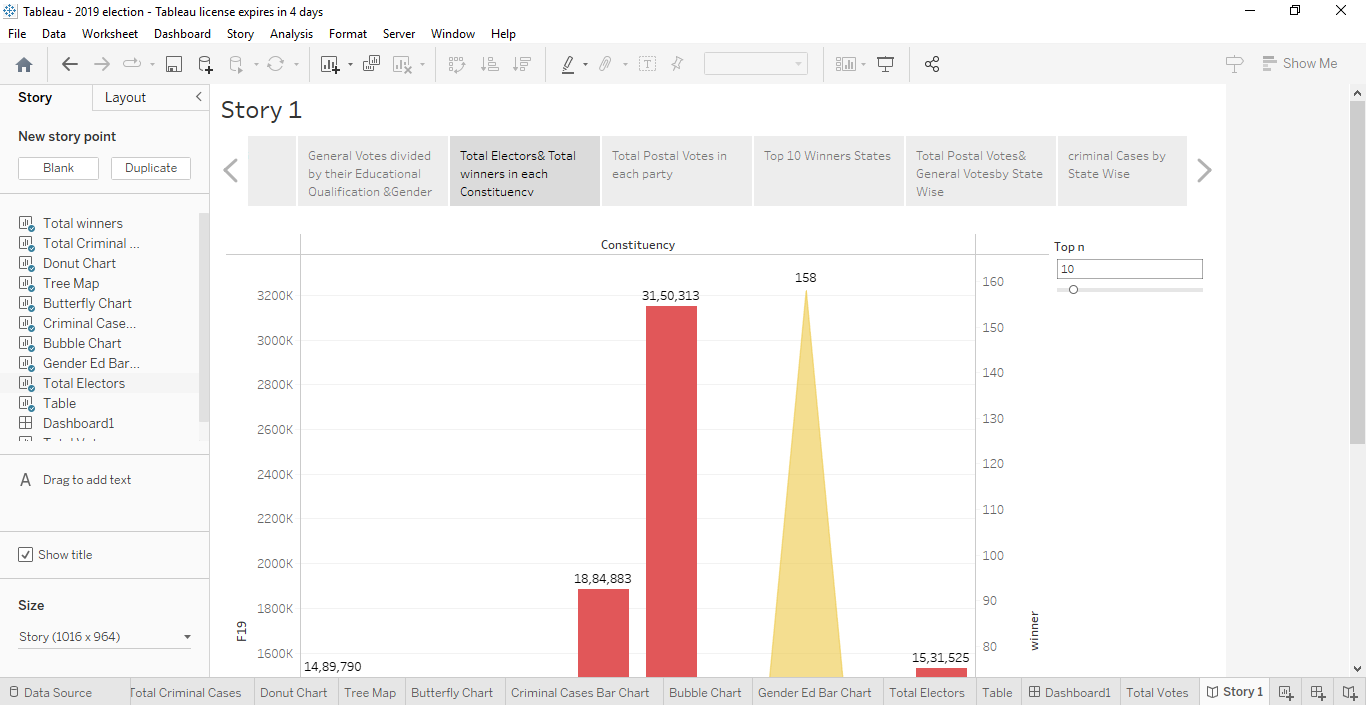 Tableau - 2019 election - Tableau license expires in 4 days
File Data Worksheet Dashboard Story Analysis Format Server Window Help
Show Me
Story Layout
New story point
Blank Duplicate
Total winners
Total Criminal ...
Donut Chart
Tree Map
Butterfly Chart
Criminal Case...
Bubble Chart
Gender Ed Bar...
Total Electors
Table
Dashboard1
A Drag to add text
Show title
Size
Story (1016 x 964)
Story 1
General Votes divided
by their Educational
Qualification &Gender
Total Electors& Total
winners in each
Constituency
Total Postal Votes in
each party
Top 10 Winners States
Total Postal Votes&
General Votesby State
Wise
criminal Cases by
State Wise
Constituency
Top n
10
3200K
3000K
2800K
2600K
2400K
2200K
2000K
1800K
1600K
F19
14,89,790
18,84,883
31,50,313
158
15,31,525
160
150
140
130
120
110
100
90
80
winner
Data Source Total Criminal Cases Donut Chart Tree Map Butterfly Chart Criminal Cases Bar Chart Bubble Chart Gender Ed Bar Chart Total Electors Table Dashboard1 Total Votes Story 1